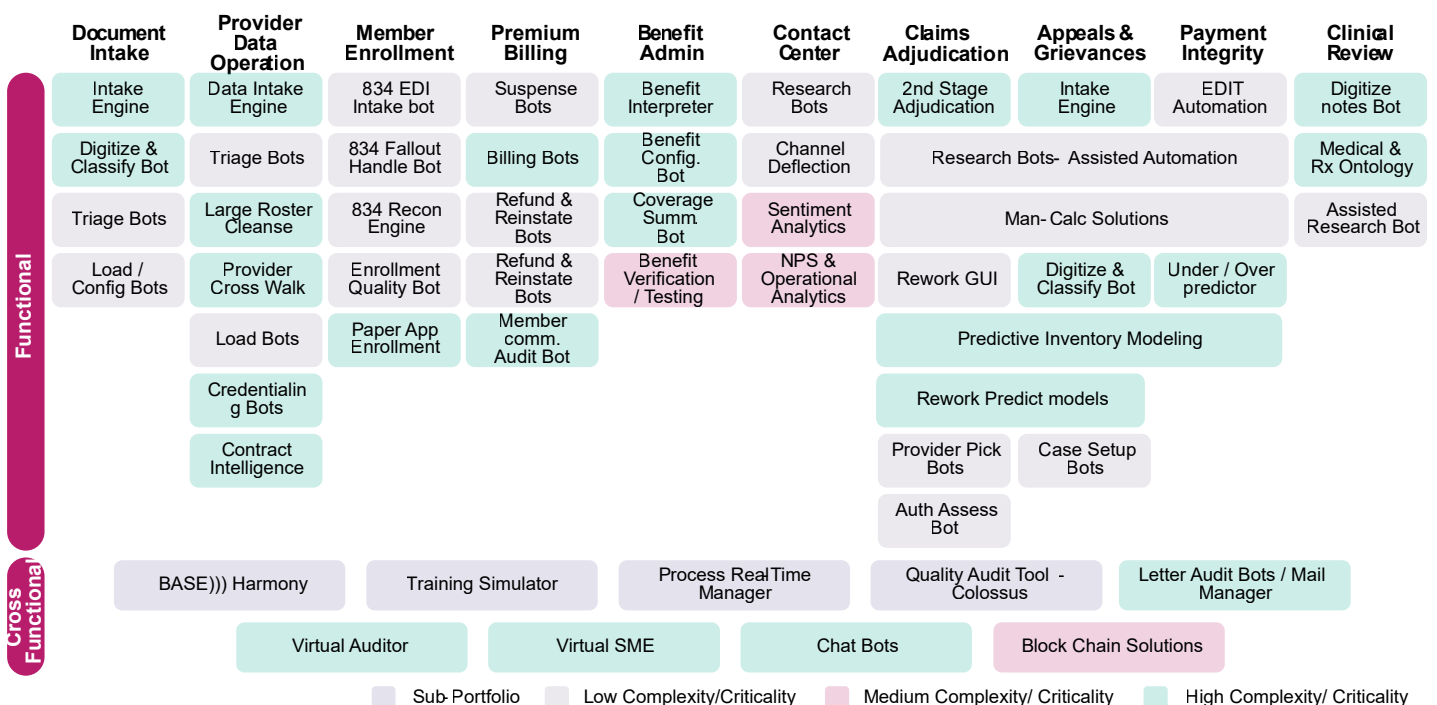 Document
Intake
Provider
Data
Operation
Member
Enrollment
Premium
Billing
Benefit
Admin
Contact
Center
Claims
Adjudication
Appeals &
Grievances
Payment
Integrity
Clinical
Review
Functional
Intake
Engine
Data Intake
Engine
834 EDI
Intake bot
Suspense
Bots
Benefit
Interpreter
Research
Bots
2nd Stage
Adjudication
Intake
Engine
EDIT
Automation
Digitize
notes Bot
Digitize &
Classify Bot
Triage Bots
834 Fallout
Handle Bot
Billing Bots
Benefit
Config.
Bot
Channel
Deflection
Research Bots- Assisted Automation
Medical &
Rx Ontology
Triage Bots
Large Roster
Cleanse
834 Recon
Engine
Refund &
Reinstate
Bots
Coverage
Summ.
Bot
Sentiment
Analytics
Man-Calc Solutions
Assisted
Research Bot
Load /
Config Bots
Provider
Cross Walk
Enrollment
Quality Bot
Refund &
Reinstate
Bots
Benefit
Verification
/ Testing
NPS &
Operational
Analytics
Rework GUI
Digitize &
Classify Bot
Under / Over
predictor
Load Bots
Paper App
Enrollment
Member
comm.
Audit Bot
Predictive Inventory Modeling
Credentialin
g Bots
Rework Predict models
Contract
Intelligence
Provider Pick
Bots
Case Setup
Bots
Auth Assess
Bot
Cross
Functional
BASE))) Harmony
Training Simulator
Process Real-Time
Manager
Quality Audit Tool -
Colossus
Letter Audit Bots / Mail
Manager
Virtual Auditor
Virtual SME
Chat Bots
Block Chain Solutions
Sub-Portfolio
Low Complexity/Criticality
Medium Complexity/ Criticality
High Complexity/ Criticality